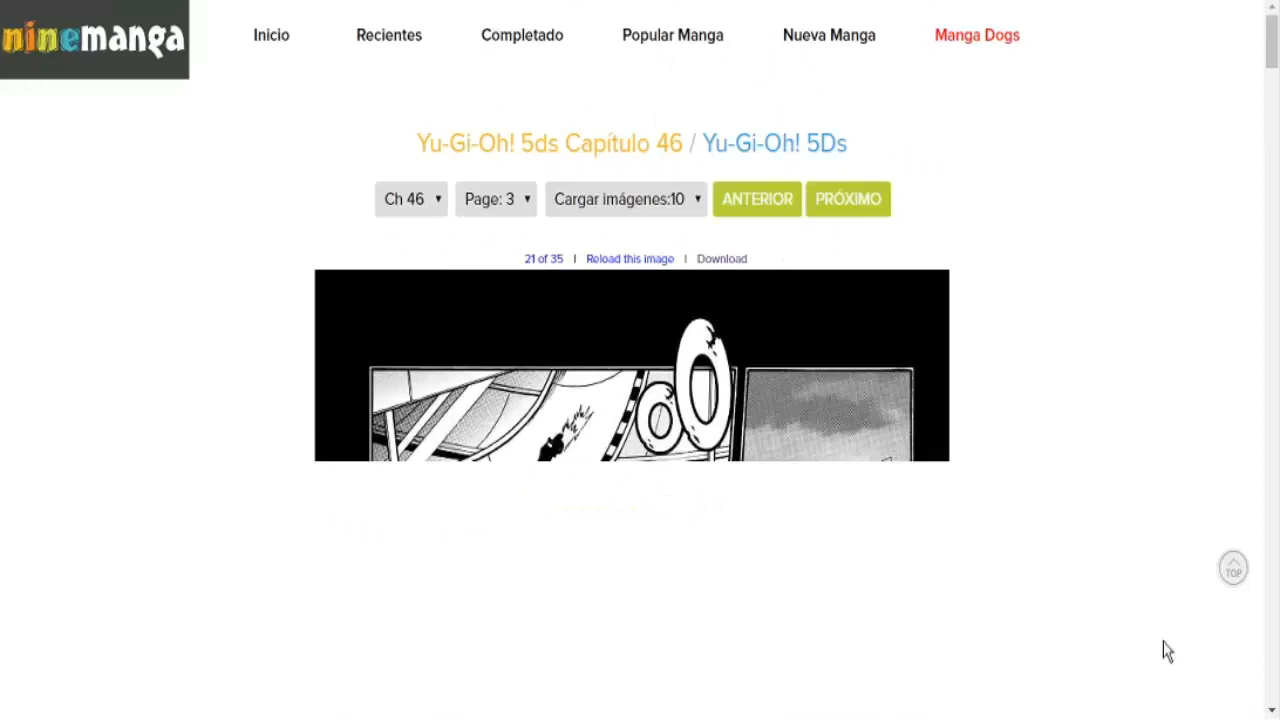 ninemanga
Inicio Recientes Completado Popular Manga Nueva Manga Manga Dogs
Yu-Gi-Oh! 5ds Capítulo 46 / Yu-Gi-Oh! 5Ds
Ch 46 Page: 3 Cargar imágenes:10 ANTERIOR PRÓXIMO
21 of 35 | Reload this image | Download
TOP